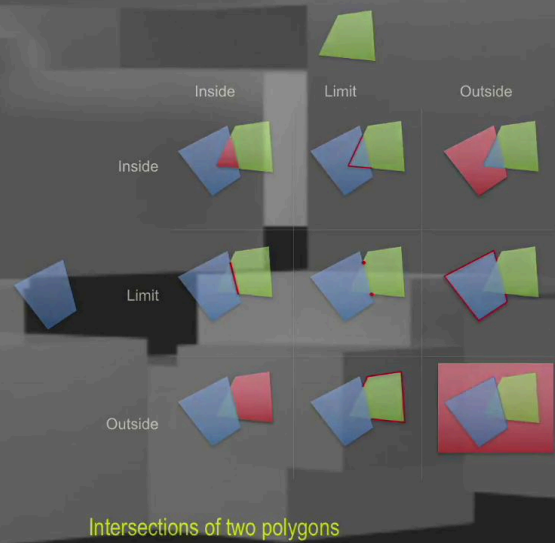 Inside
Limit
Outside
Inside
Limit
Outside
Intersections of two polygons